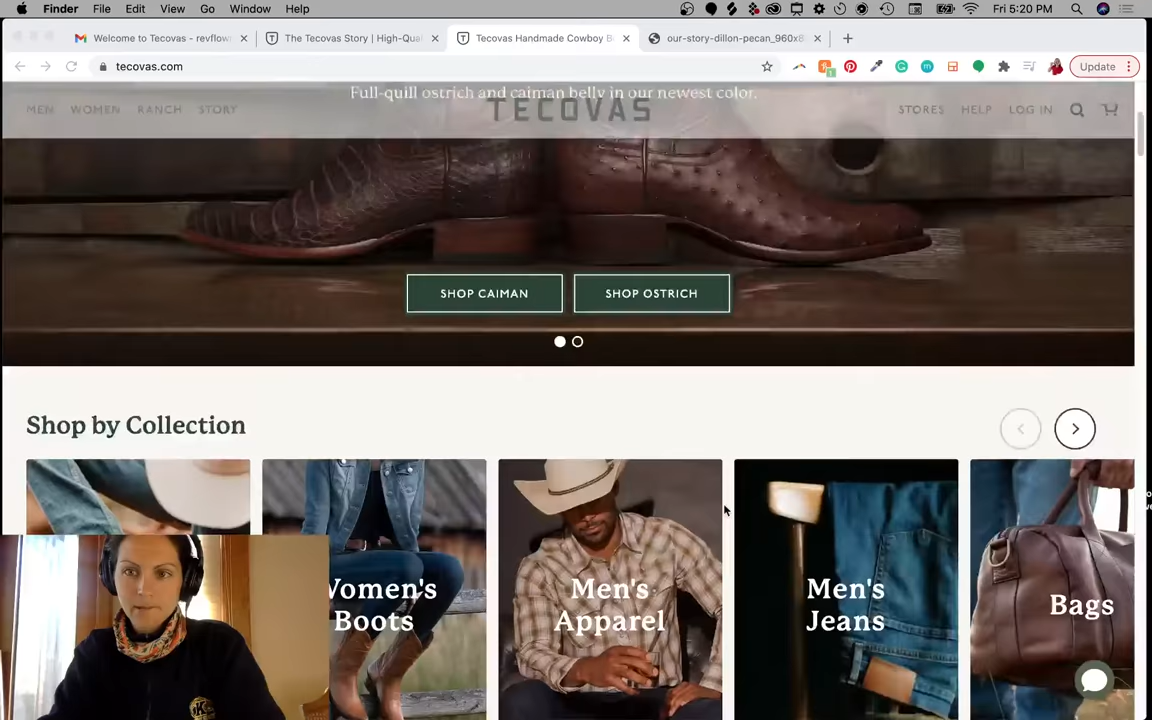 Finder File Edit View Go Window Help Fri 5:20 PM
Welcome to Tecovas - revflow
The Tecovas Story | High-Qua
Tecovas Handmade Cowboy B
our-story-dillon-pecan_960x8
tecovas.com
Update
Full-quill ostrich and caiman belly in our newest color.
MEN WOMEN RANCH STORY
TECOVAS
STORES HELP LOG IN
SHOP CAIMAN
SHOP OSTRICH
Shop by Collection
Women's
Boots
Men's
Apparel
Men's
Jeans
Bags